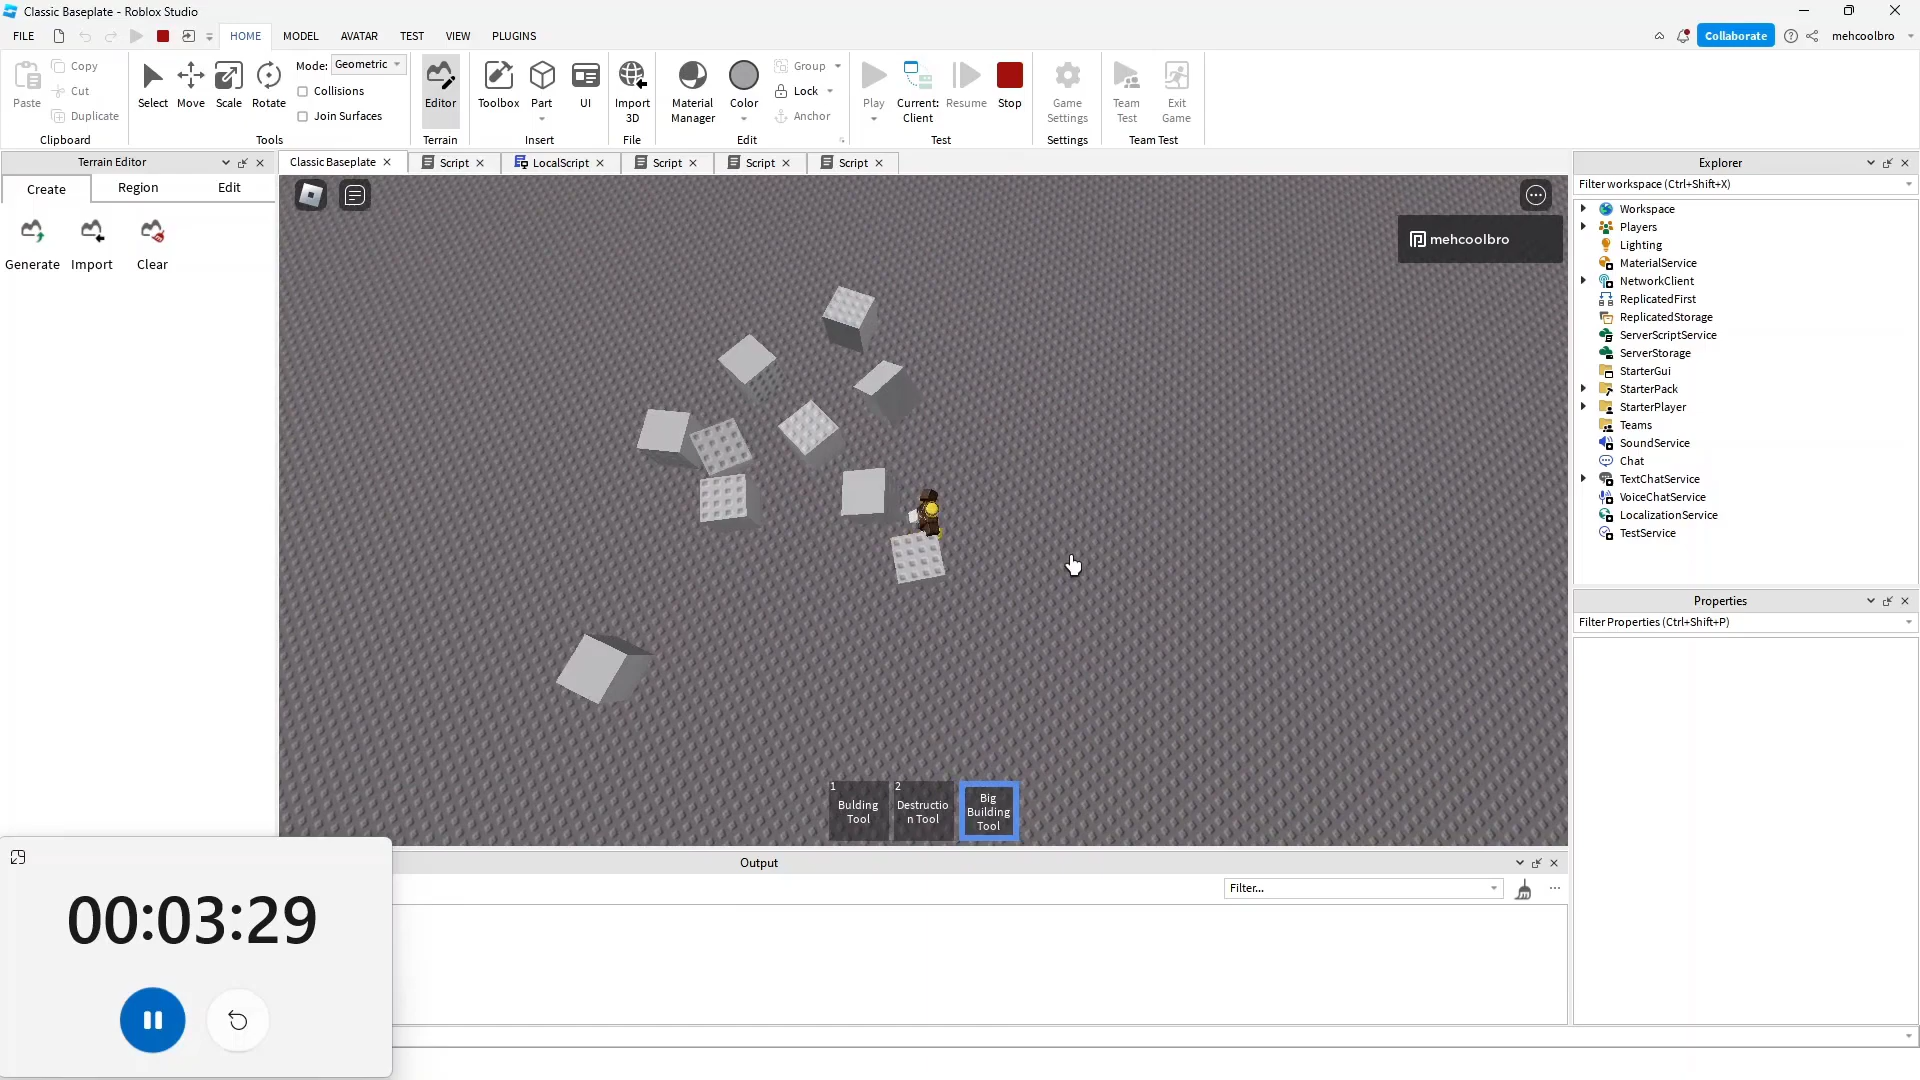 Classic Baseplate - Roblox Studio
FILE
HOME
MODEL
AVATAR
TEST
VIEW
PLUGINS
Collaborate
mehcoolbro
Paste
Copy
Cut
Duplicate
Clipboard
Select
Move
Scale
Rotate
Mode:
Geometric
Collisions
Join Surfaces
Tools
Editor
Terrain
Toolbox
Part
UI
Insert
Import
3D
File
Material
Manager
Color
Group
Lock
Anchor
Edit
Play
Current:
Client
Resume
Stop
Test
Game
Settings
Settings
Team
Test
Exit
Game
Team Test
Terrain Editor
Classic Baseplate
Script
LocalScript
Script
Script
Script
Explorer
Create
Region
Edit
Generate
Import
Clear
mehcoolbro
Filter workspace (Ctrl+Shift+X)
Workspace
Players
Lighting
MaterialService
NetworkClient
ReplicatedFirst
ReplicatedStorage
ServerScriptService
ServerStorage
StarterGui
StarterPack
StarterPlayer
Teams
SoundService
Chat
TextChatService
VoiceChatService
LocalizationService
TestService
Properties
Filter Properties (Ctrl+Shift+P)
1
Bulding
Tool
2
Destructio
n Tool
Big
Building
Tool
Output
Filter...
00:03:29